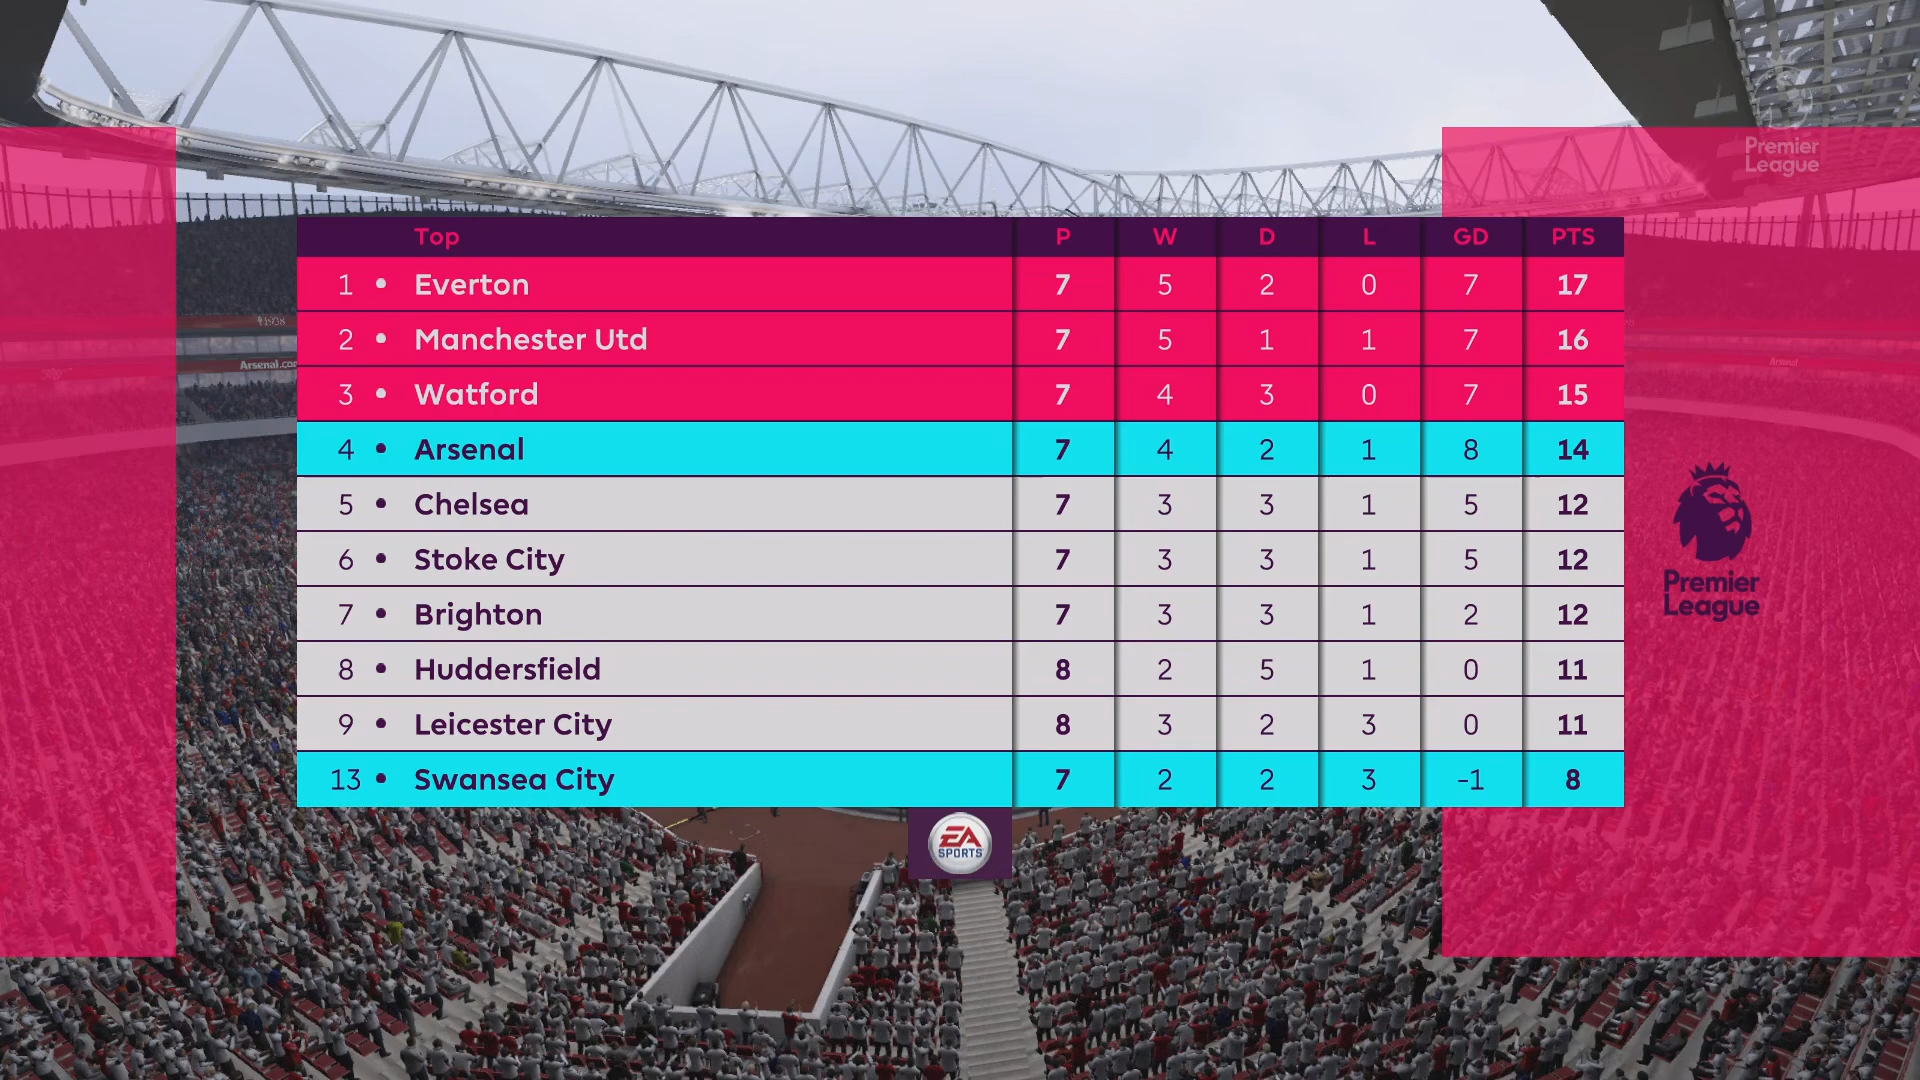 Premier
League
Top P W D L GD PTS
1 • Everton 7 5 2 0 7 17
2 • Manchester Utd 7 5 1 1 7 16
3 • Watford 7 4 3 0 7 15
4 • Arsenal 7 4 2 1 8 14
5 • Chelsea 7 3 3 1 5 12
6 • Stoke City 7 3 3 1 5 12
7 • Brighton 7 3 3 1 2 12
8 • Huddersfield 8 2 5 1 0 11
9 • Leicester City 8 3 2 3 0 11
13 • Swansea City 7 2 2 3 -1 8
1938
Arsenal.co
Arsenal
Premier
League
EA
SPORTS